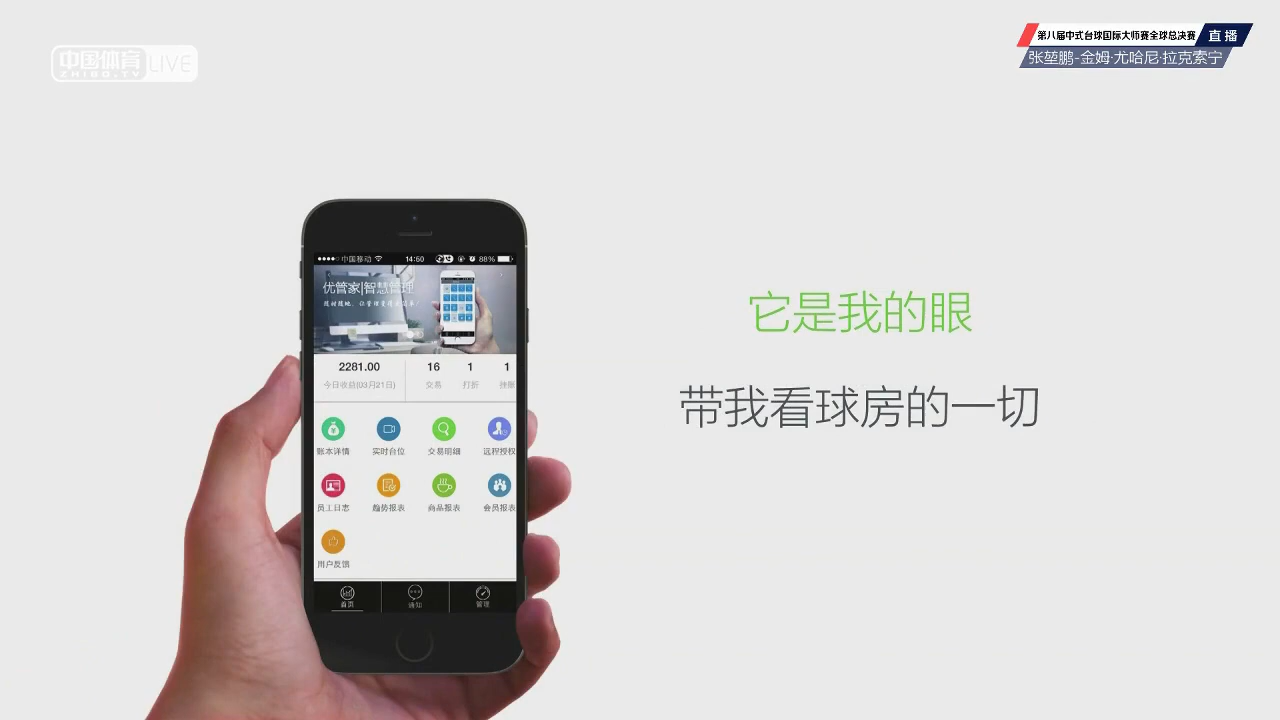 中国体育
ZHIBO.TV
LIVE
第八届中式台球国际大师赛全球总决赛
直播
张堃鹏-金姆·尤哈尼·拉克索宁
中国移动
14:50
88%
优管家|智慧管理
2281.00
16
1
1
今日收益(03月21日)
交易
打折
挂账
账本详情
实时台位
交易明细
远程授权
员工日志
趋势报表
商品报表
会员报表
用户反馈
首页
通知
管理
它是我的眼
带我看球房的一切